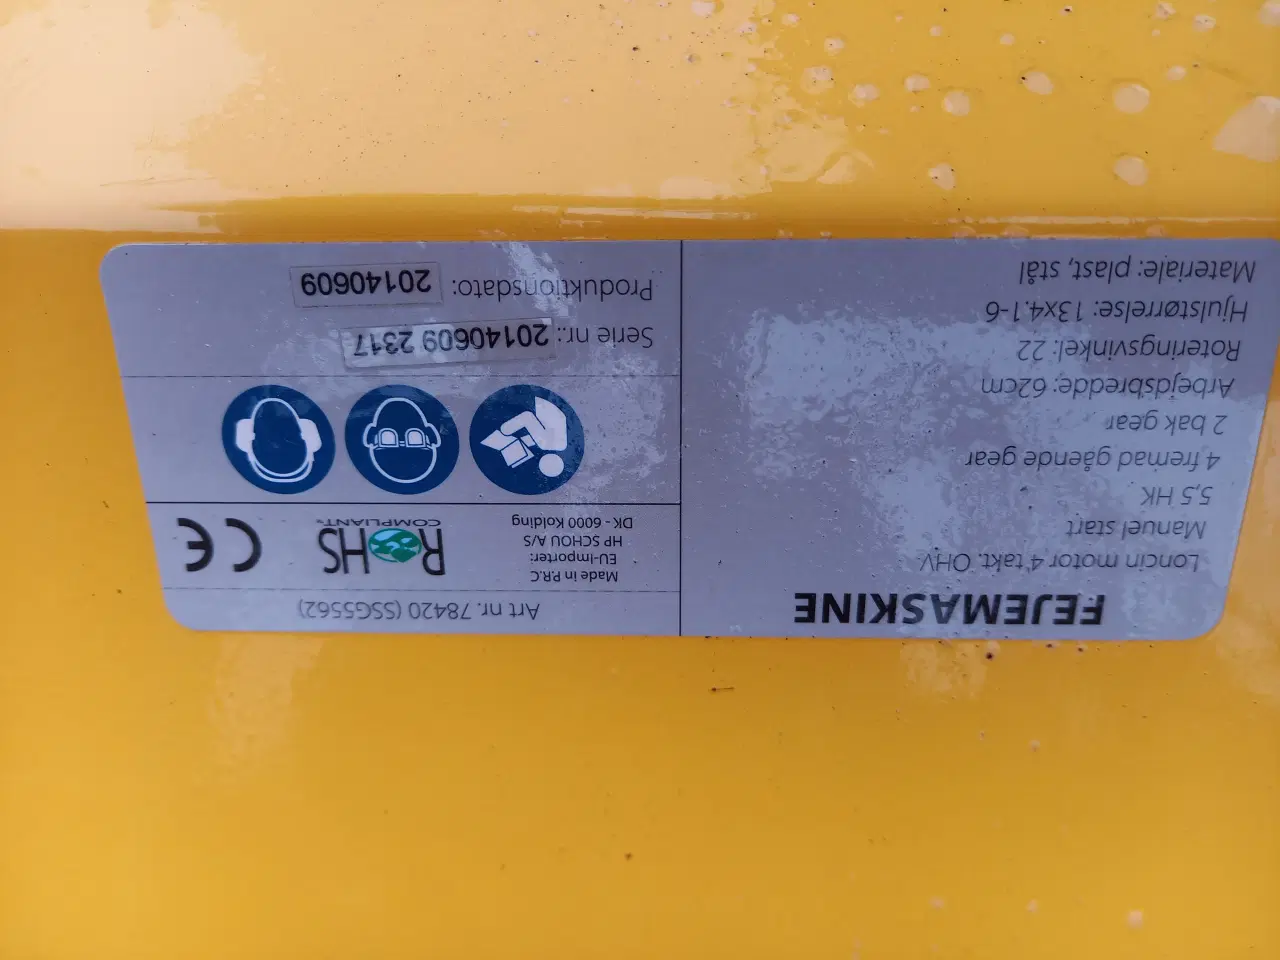 FEJEMASKINE
Loncin motor 4 takt. OHV
Manuel start
5,5 HK
4 fremad gående gear
2 bak gear
Arbejdsbredde: 62cm
Roteringsvinkel: 22
Hjulstørrelse: 13x4.1-6
Materiale: plast, stål
Art nr. 78420 (SSG5562)
Made in P.R.C
EU-Importer:
HP SCHOU A/S
DK - 6000 Kolding
RoHS
COMPLIANT
CE
Serie nr.: 20140609 2317
Produktionsdato: 20140609